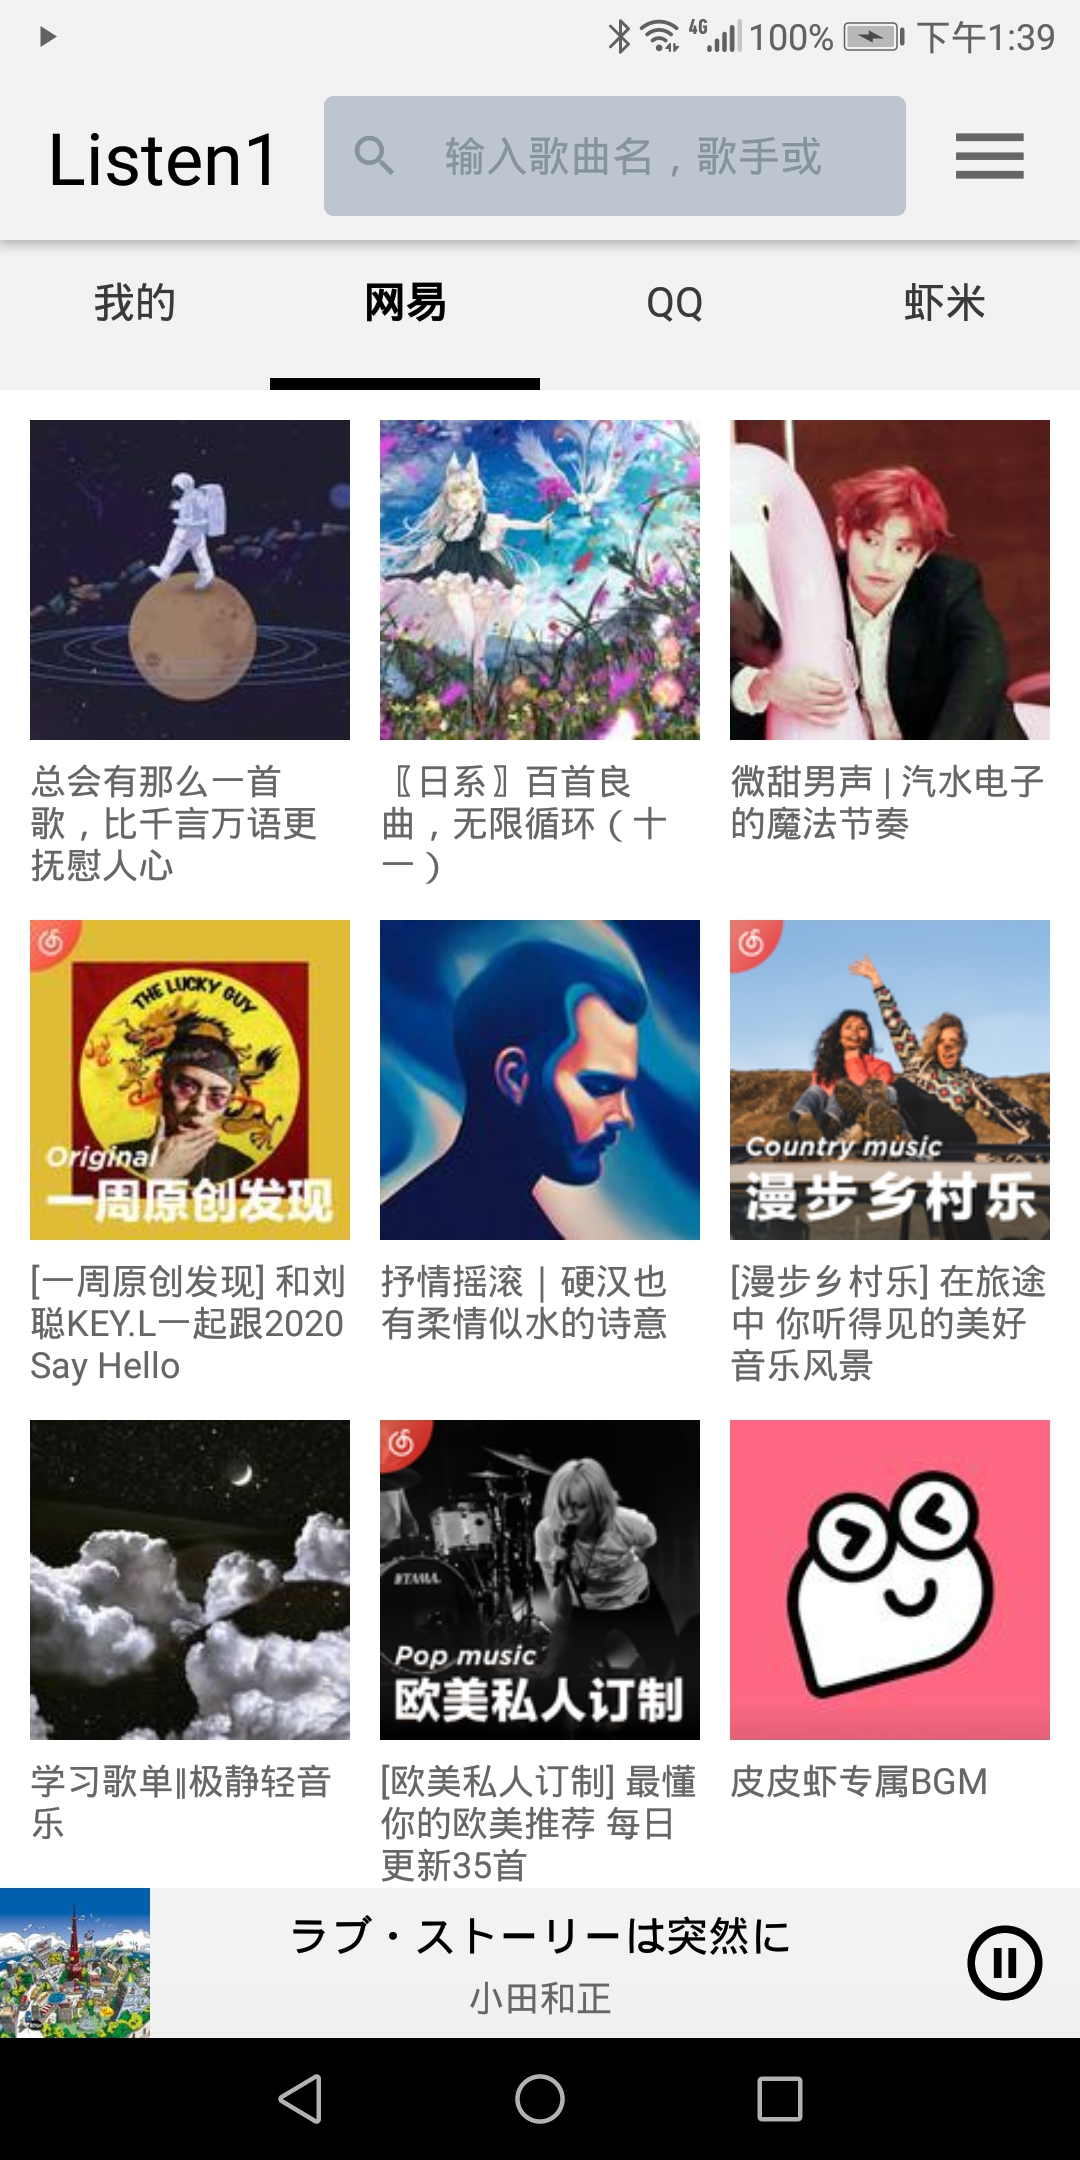 4G 100% 下午1:39
Listen1
输入歌曲名，歌手或
我的
网易
QQ
虾米
总会有那么一首
歌，比千言万语更
抚慰人心
〖日系〗百首良
曲，无限循环（十
一）
微甜男声 | 汽水电子
的魔法节奏
THE LUCKY GUY
Original
一周原创发现
Country music
漫步乡村乐
[一周原创发现] 和刘
聪KEY.L一起跟2020
Say Hello
抒情摇滚｜硬汉也
有柔情似水的诗意
[漫步乡村乐] 在旅途
中 你听得见的美好
音乐风景
TAMA
Pop music
欧美私人订制
学习歌单‖极静轻音
乐
[欧美私人订制] 最懂
你的欧美推荐 每日
更新35首
皮皮虾专属BGM
ラブ・ストーリーは突然に
小田和正